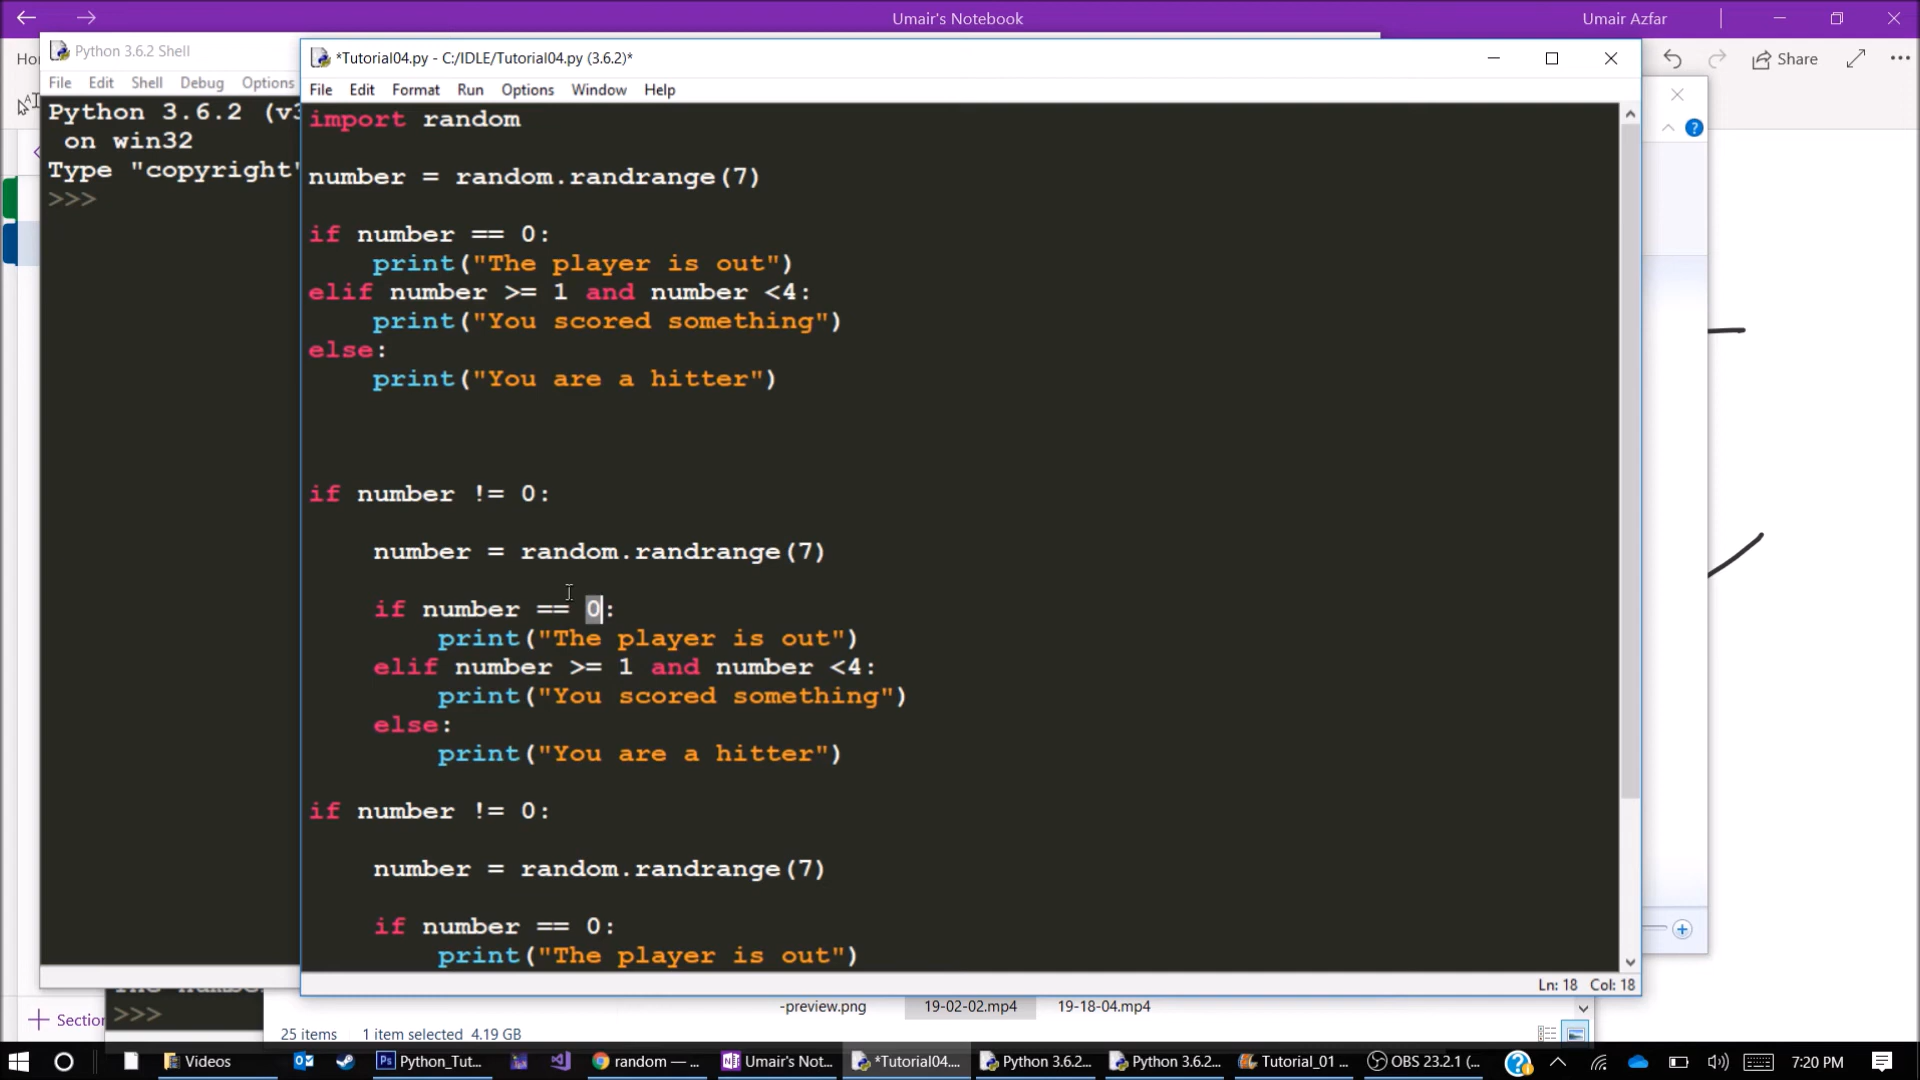 Umair's Notebook
Umair Azfar
Python 3.6.2 Shell
File Edit Shell Debug Options
Python 3.6.2 (v3
on win32
Type "copyright"
>>>
*Tutorial04.py - C:/IDLE/Tutorial04.py (3.6.2)*
File Edit Format Run Options Window Help
Share
import random
number = random.randrange(7)
if number == 0:
    print("The player is out")
elif number >= 1 and number <4:
    print("You scored something")
else:
    print("You are a hitter")
if number != 0:
    number = random.randrange(7)
    if number == 0:
        print("The player is out")
    elif number >= 1 and number <4:
        print("You scored something")
    else:
        print("You are a hitter")
if number != 0:
    number = random.randrange(7)
    if number == 0:
        print("The player is out")
Ln: 18 Col: 18
>>>
Section
-preview.png
19-02-02.mp4
19-18-04.mp4
25 items 1 item selected 4.19 GB
Videos
Python_Tut...
random — ...
Umair's Not...
*Tutorial04....
Python 3.6.2...
Python 3.6.2...
Tutorial_01 ...
OBS 23.2.1 (...
7:20 PM